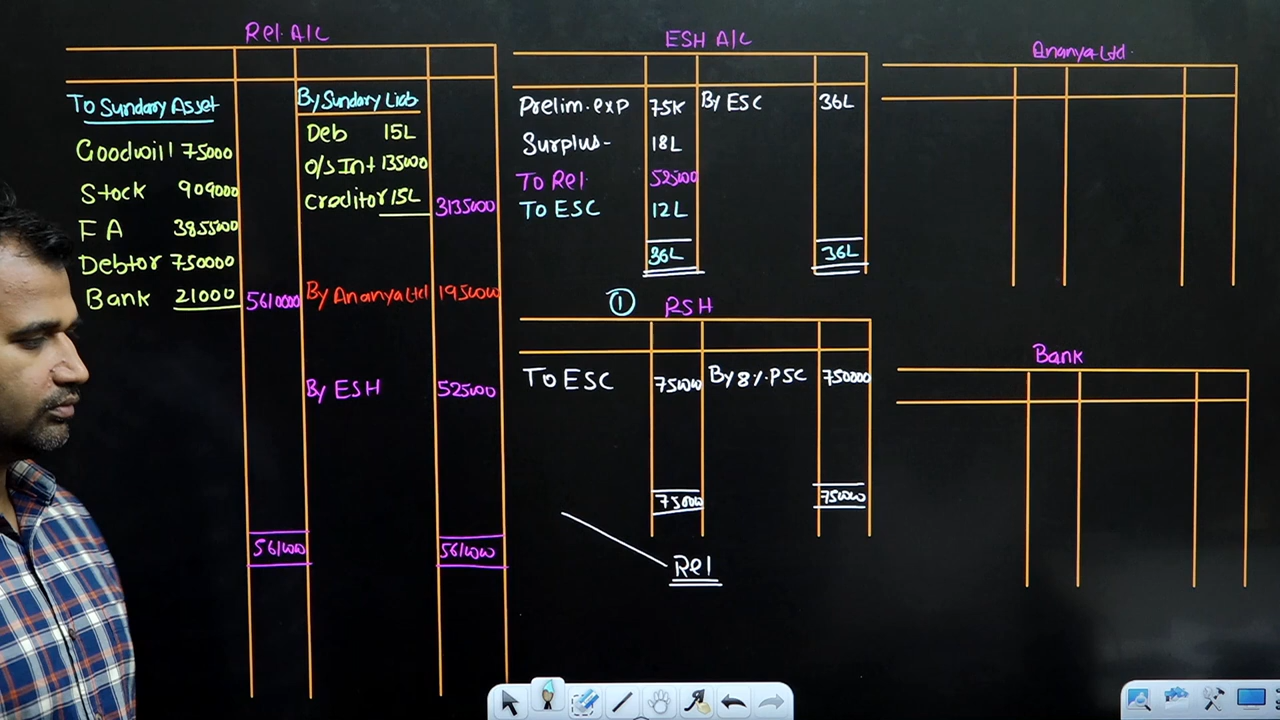 Rel. A/C
To Sundary Asset
Goodwill 75000
Stock 909000
F A 3855000
Debtor 750000
Bank 21000
5610000
5610000
By Sundary Liab
Deb 15L
O/s Int 135000
Creditor 15L
3135000
By Ananya Ltd 1950000
By ESH 525000
5610000
ESH A/C
Prelim. exp 75K
Surplus- 18L
To Rel. 525000
To ESC 12L
36L
By ESC 36L
36L
① PSH
To ESC 750000
750000
By 8%. PSC 750000
750000
Rel
Ananya Ltd.
Bank